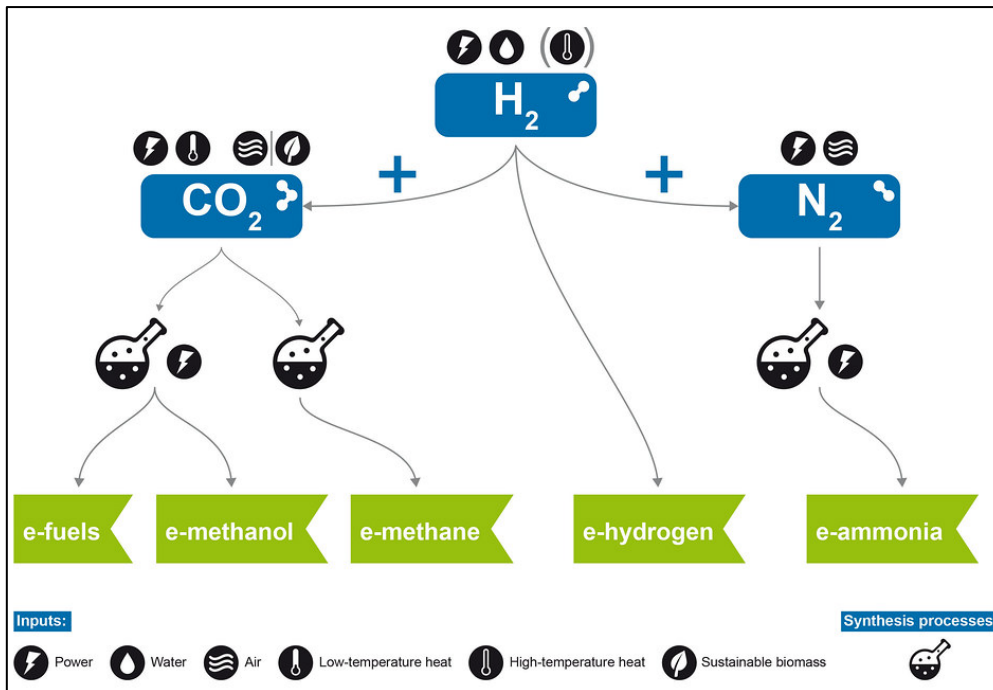 H₂
CO₂
N₂
+
+
e-fuels
e-methanol
e-methane
e-hydrogen
e-ammonia
Inputs:
Synthesis processes
Power
Water
Air
Low-temperature heat
High-temperature heat
Sustainable biomass